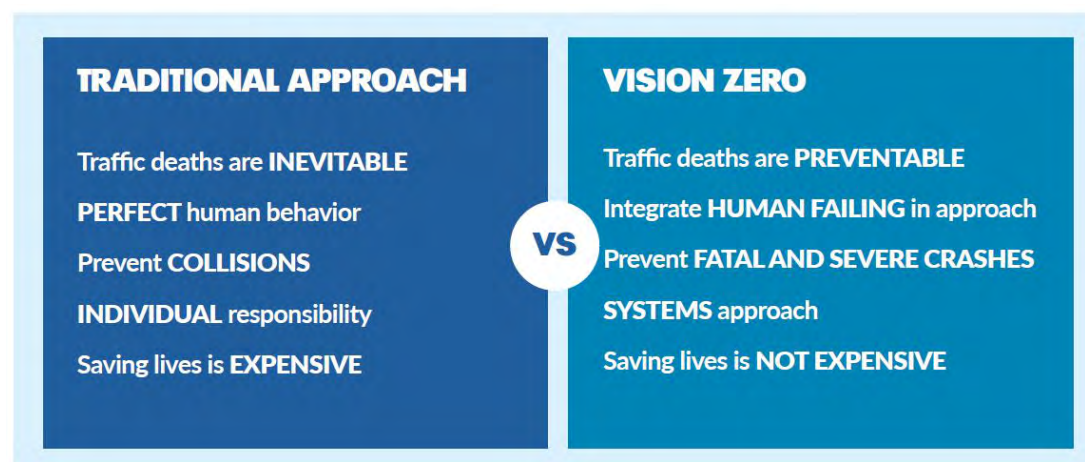 TRADITIONAL APPROACH
Traffic deaths are INEVITABLE
PERFECT human behavior
Prevent COLLISIONS
INDIVIDUAL responsibility
Saving lives is EXPENSIVE
VS
VISION ZERO
Traffic deaths are PREVENTABLE
Integrate HUMAN FAILING in approach
Prevent FATAL AND SEVERE CRASHES
SYSTEMS approach
Saving lives is NOT EXPENSIVE